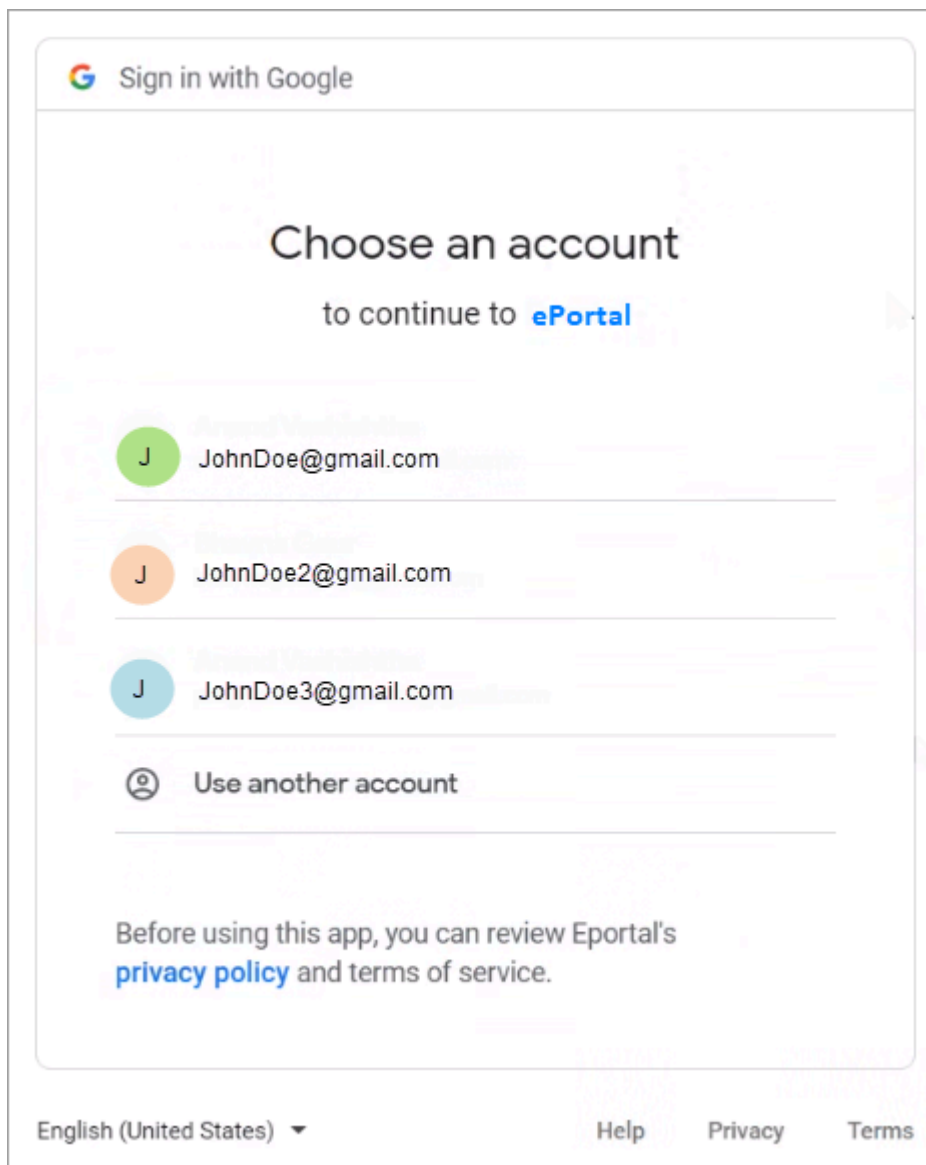 Sign in with Google
Choose an account
to continue to ePortal
J JohnDoe@gmail.com
J JohnDoe2@gmail.com
J JohnDoe3@gmail.com
Use another account
Before using this app, you can review Eportal's
privacy policy and terms of service.
English (United States) Help Privacy Terms